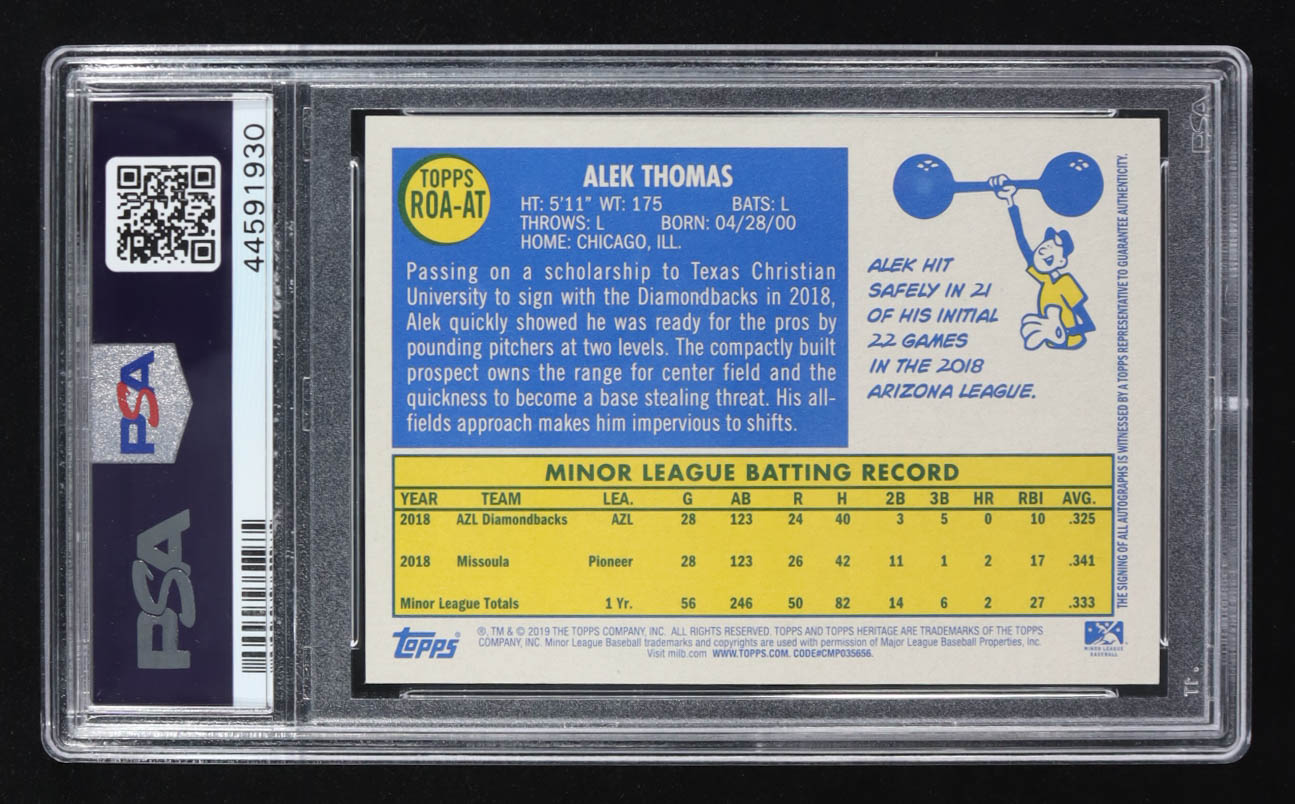 44591930
PSA
PSA
PSA
TOPPS
ROA-AT
ALEK THOMAS
HT: 5'11" WT: 175 BATS: L
THROWS: L BORN: 04/28/00
HOME: CHICAGO, ILL.
Passing on a scholarship to Texas Christian
University to sign with the Diamondbacks in 2018,
Alek quickly showed he was ready for the pros by
pounding pitchers at two levels. The compactly built
prospect owns the range for center field and the
quickness to become a base stealing threat. His all-
fields approach makes him impervious to shifts.
ALEK HIT
SAFELY IN 21
OF HIS INITIAL
22 GAMES
IN THE 2018
ARIZONA LEAGUE.
THE SIGNING OF ALL AUTOGRAPHS IS WITNESSED BY A TOPPS REPRESENTATIVE TO GUARANTEE AUTHENTICITY.
MINOR LEAGUE BATTING RECORD
YEAR TEAM LEA. G AB R H 2B 3B HR RBI AVG.
2018 AZL Diamondbacks AZL 28 123 24 40 3 5 0 10 .325
2018 Missoula Pioneer 28 123 26 42 11 1 2 17 .341
Minor League Totals 1 Yr. 56 246 50 82 14 6 2 27 .333
topps®
®, TM & © 2019 THE TOPPS COMPANY, INC. ALL RIGHTS RESERVED. TOPPS AND TOPPS HERITAGE ARE TRADEMARKS OF THE TOPPS
COMPANY, INC. Minor League Baseball trademarks and copyrights are used with permission of Major League Baseball Properties, Inc.
Visit milb.com WWW.TOPPS.COM. CODE#CMP035656.
MINOR LEAGUE
BASEBALL